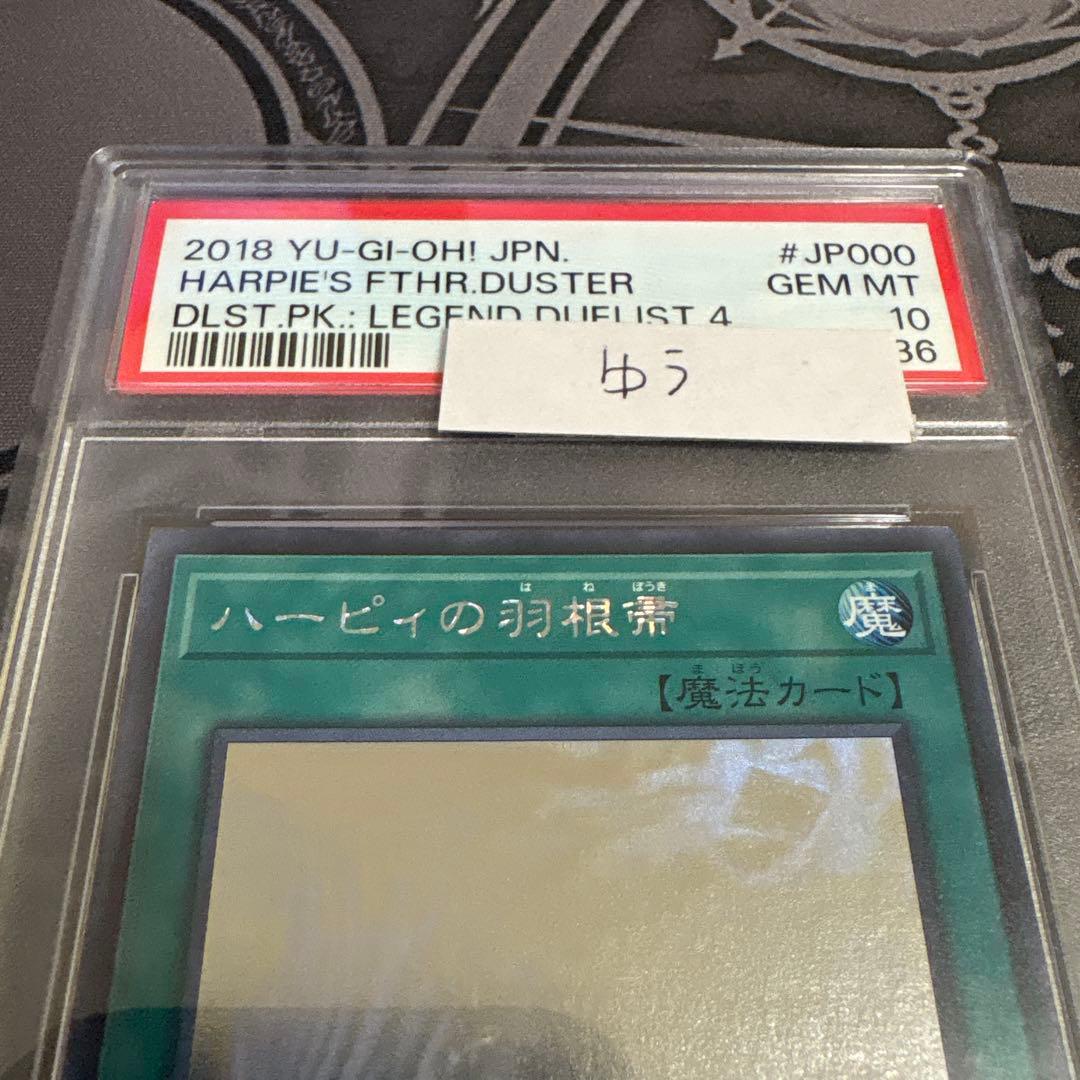 2018 YU-GI-OH! JPN. #JP000
HARPIE'S FTHR.DUSTER GEM MT
DLST.PK.: LEGEND DUELIST 4 10
36
ゆう
は ね ぼうき
ハーピィの羽根帚
魔
ま ほう
【魔法カード】